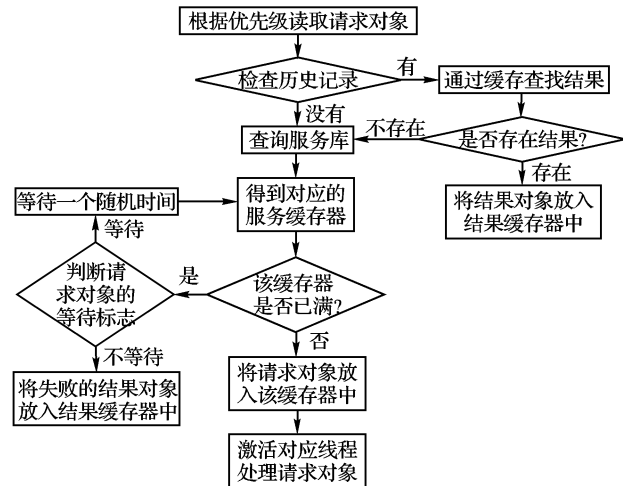 根据优先级读取请求对象
检查历史记录
有
通过缓存查找结果
没有
查询服务库
不存在
是否存在结果?
存在
将结果对象放入
结果缓存器中
等待一个随机时间
得到对应的
服务缓存器
等待
判断请
求对象的
等待标志
是
该缓存器
是否已满?
不等待
否
将失败的结果对象
放入结果缓存器中
将请求对象放
入该缓存器中
激活对应线程
处理请求对象